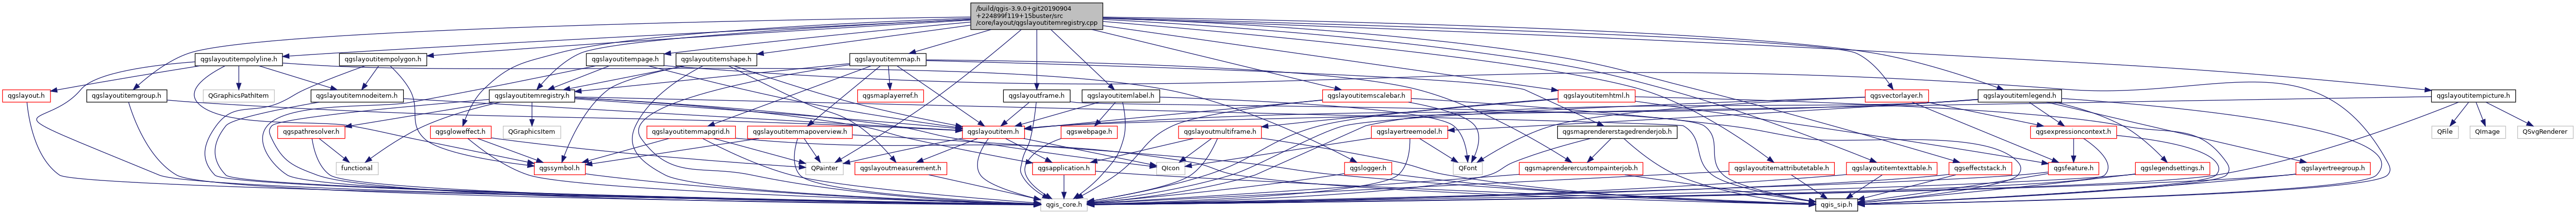 /build/qgis-3.9.0+git20190904
+224899f119+15buster/src
/core/layout/qgslayoutitemregistry.cpp
qgslayoutitempolyline.h
qgslayoutitempolygon.h
qgslayoutitempage.h
qgslayoutitemshape.h
qgslayoutitemmap.h
qgslayout.h
qgslayoutitemgroup.h
QGraphicsPathItem
qgslayoutitemnodeitem.h
qgslayoutitemregistry.h
qgsmaplayerref.h
qgslayoutframe.h
qgslayoutitemlabel.h
qgslayoutitemscalebar.h
qgslayoutitemhtml.h
qgsvectorlayer.h
qgslayoutitemlegend.h
qgslayoutitempicture.h
qgspathresolver.h
qgsgloweffect.h
QGraphicsItem
qgslayoutitemmapgrid.h
qgslayoutitemmapoverview.h
qgslayoutitem.h
qgswebpage.h
qgslayoutmultiframe.h
qgslayertreemodel.h
qgsmaprendererstagedrenderjob.h
qgsexpressioncontext.h
QFile
QImage
QSvgRenderer
functional
qgssymbol.h
QPainter
qgslayoutmeasurement.h
qgsapplication.h
QIcon
qgslogger.h
QFont
qgsmaprenderercustompainterjob.h
qgslayoutitemattributetable.h
qgslayoutitemtexttable.h
qgseffectstack.h
qgsfeature.h
qgslegendsettings.h
qgslayertreegroup.h
qgis_core.h
qgis_sip.h